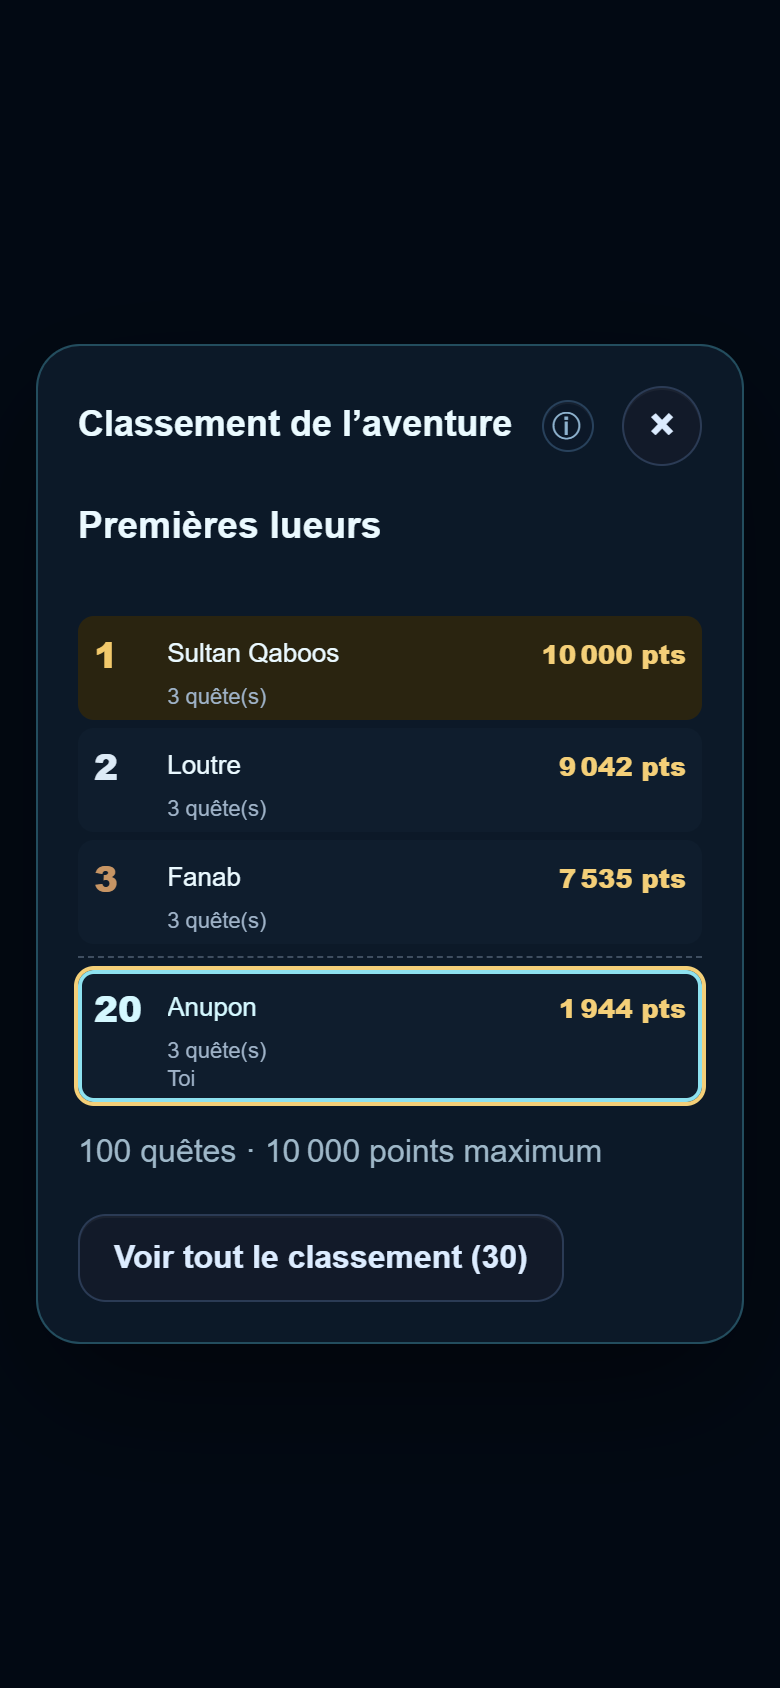 Classement de l’aventure ⓘ ×
Premières lueurs
1 Sultan Qaboos 10 000 pts
3 quête(s)
2 Loutre 9 042 pts
3 quête(s)
3 Fanab 7 535 pts
3 quête(s)
20 Anupon 1 944 pts
3 quête(s)
Toi
100 quêtes · 10 000 points maximum
Voir tout le classement (30)